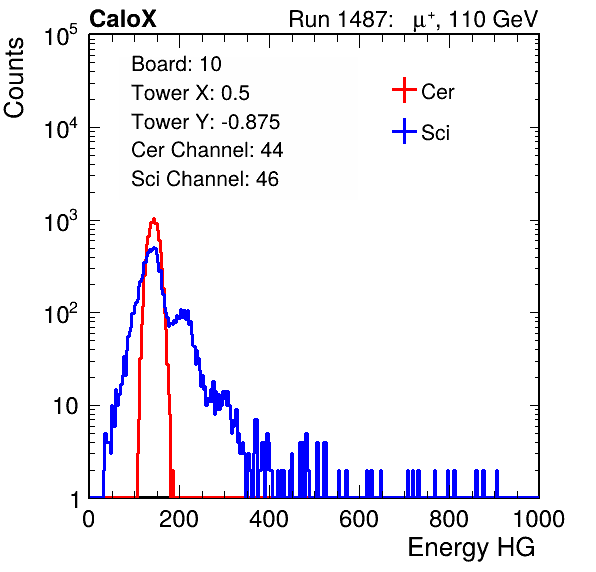 CaloX Run 1487: μ⁺, 110 GeV
Counts
10⁵
10⁴
10³
10²
10
1
Board: 10
Tower X: 0.5
Tower Y: -0.875
Cer Channel: 44
Sci Channel: 46
Cer
Sci
0 200 400 600 800 1000
Energy HG